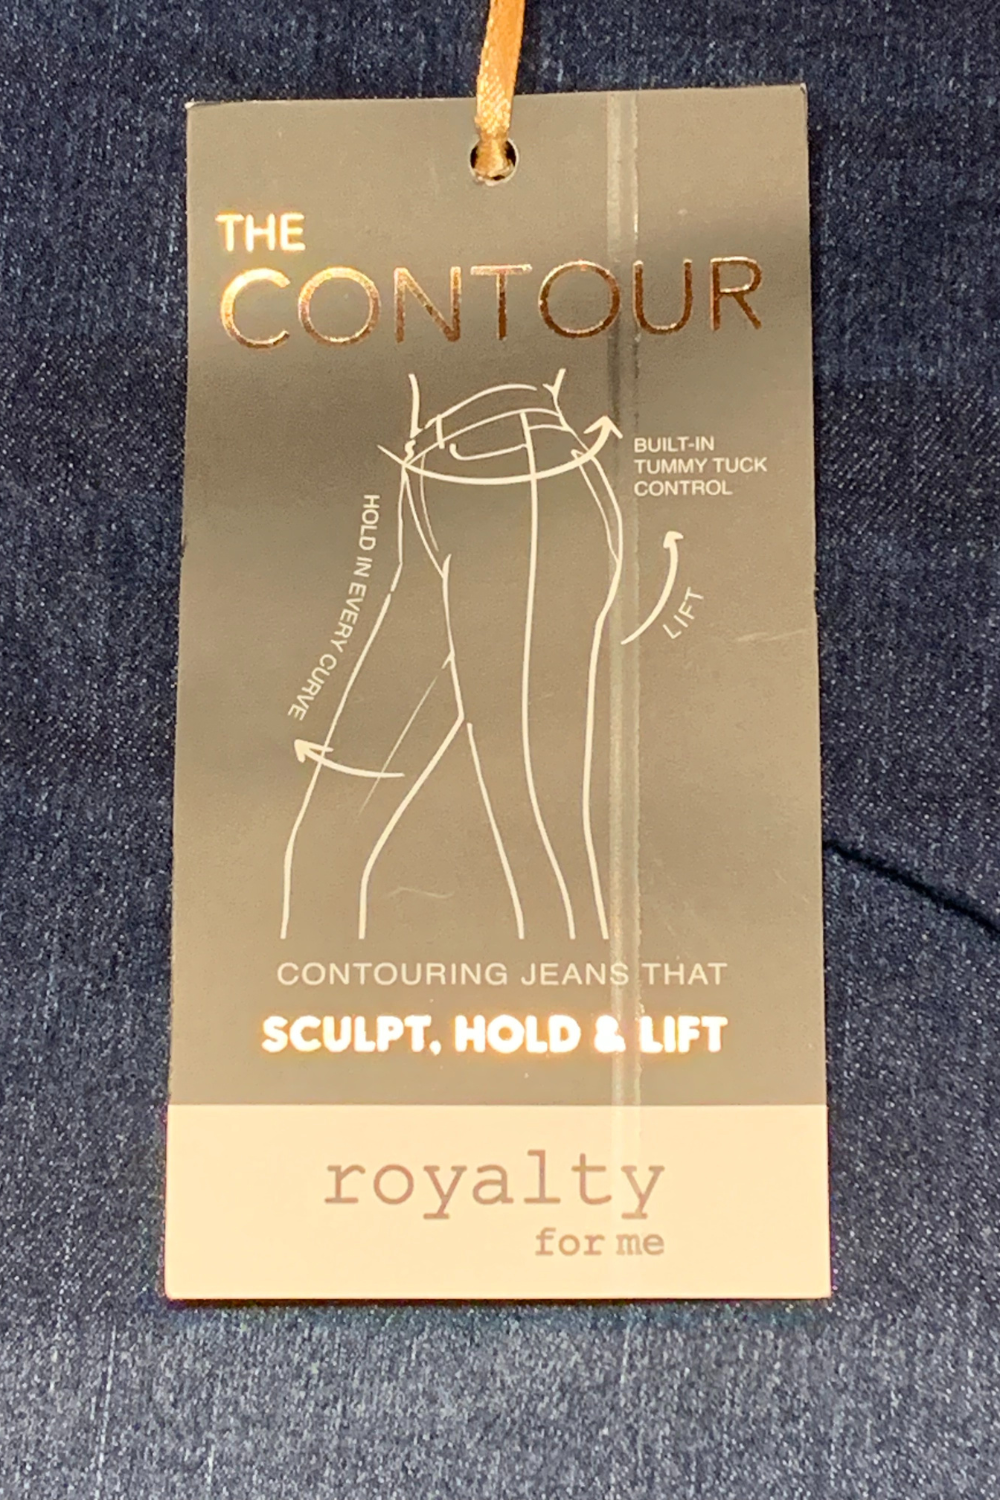 THE
CONTOUR
BUILT-IN
TUMMY TUCK
CONTROL
HOLD IN EVERY CURVE
LIFT
CONTOURING JEANS THAT
SCULPT, HOLD & LIFT
royalty
for me